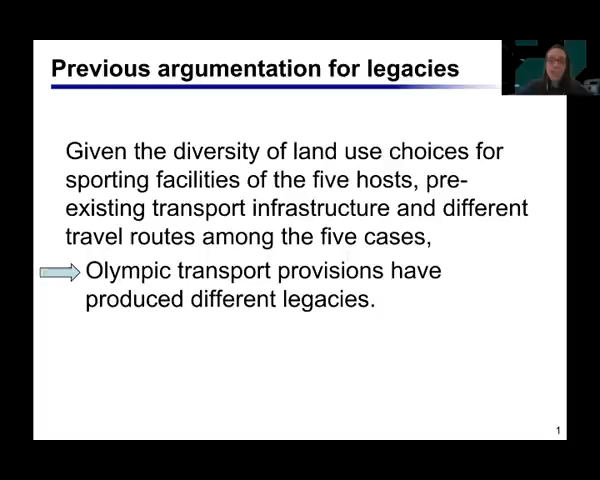 Previous argumentation for legacies
Given the diversity of land use choices for
sporting facilities of the five hosts, pre-
existing transport infrastructure and different
travel routes among the five cases,
Olympic transport provisions have
produced different legacies.
1